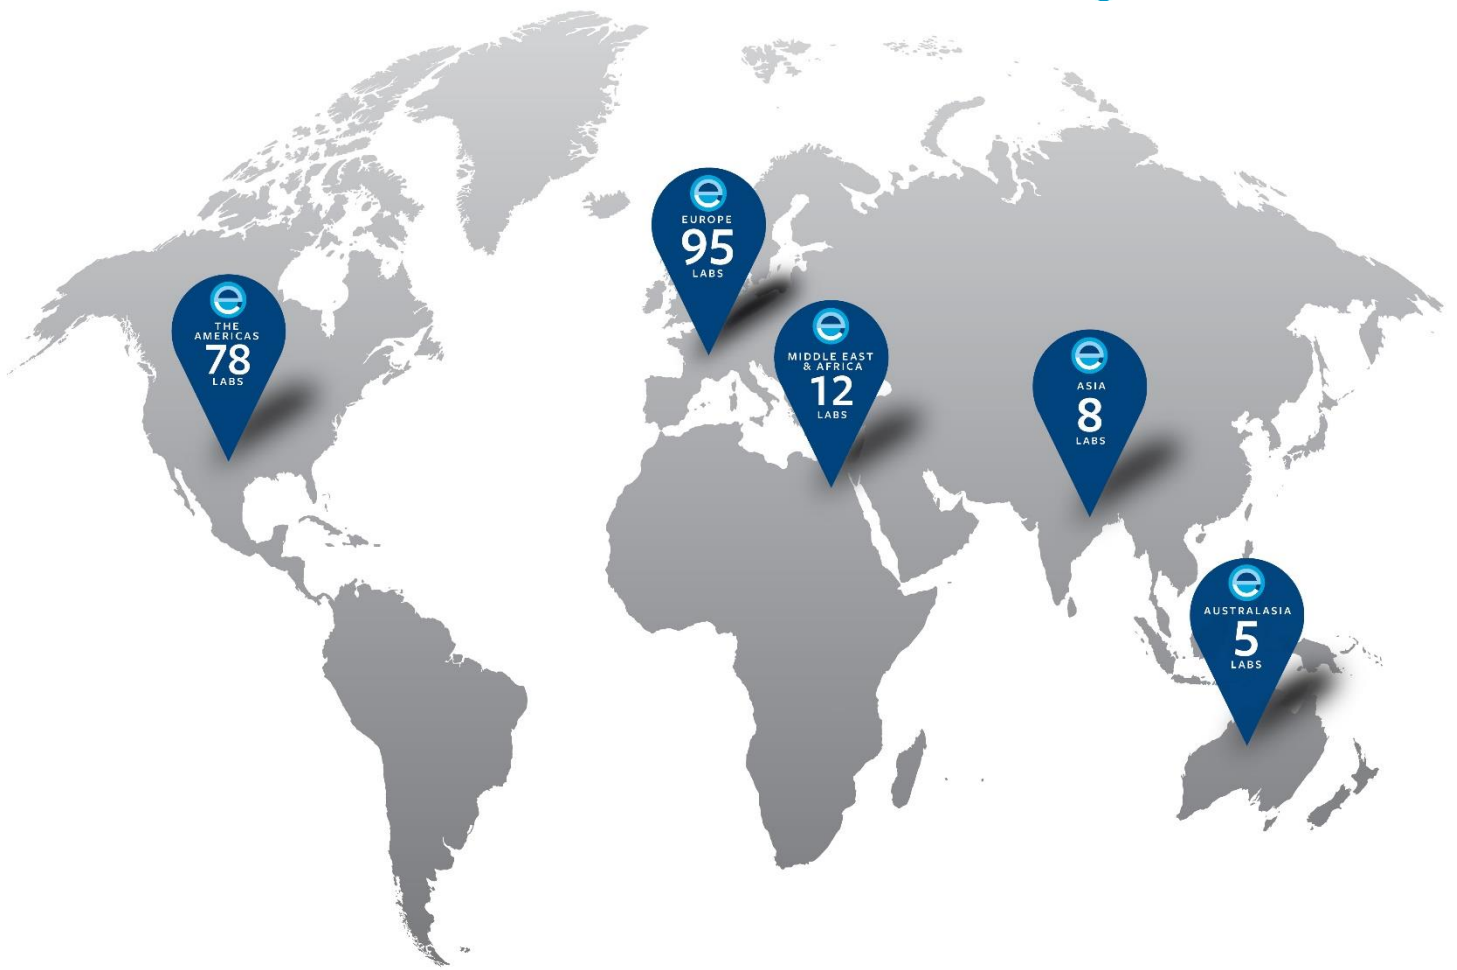 EUROPE
95
LABS
THE
AMERICAS
78
LABS
MIDDLE EAST
& AFRICA
12
LABS
ASIA
8
LABS
AUSTRALASIA
5
LABS